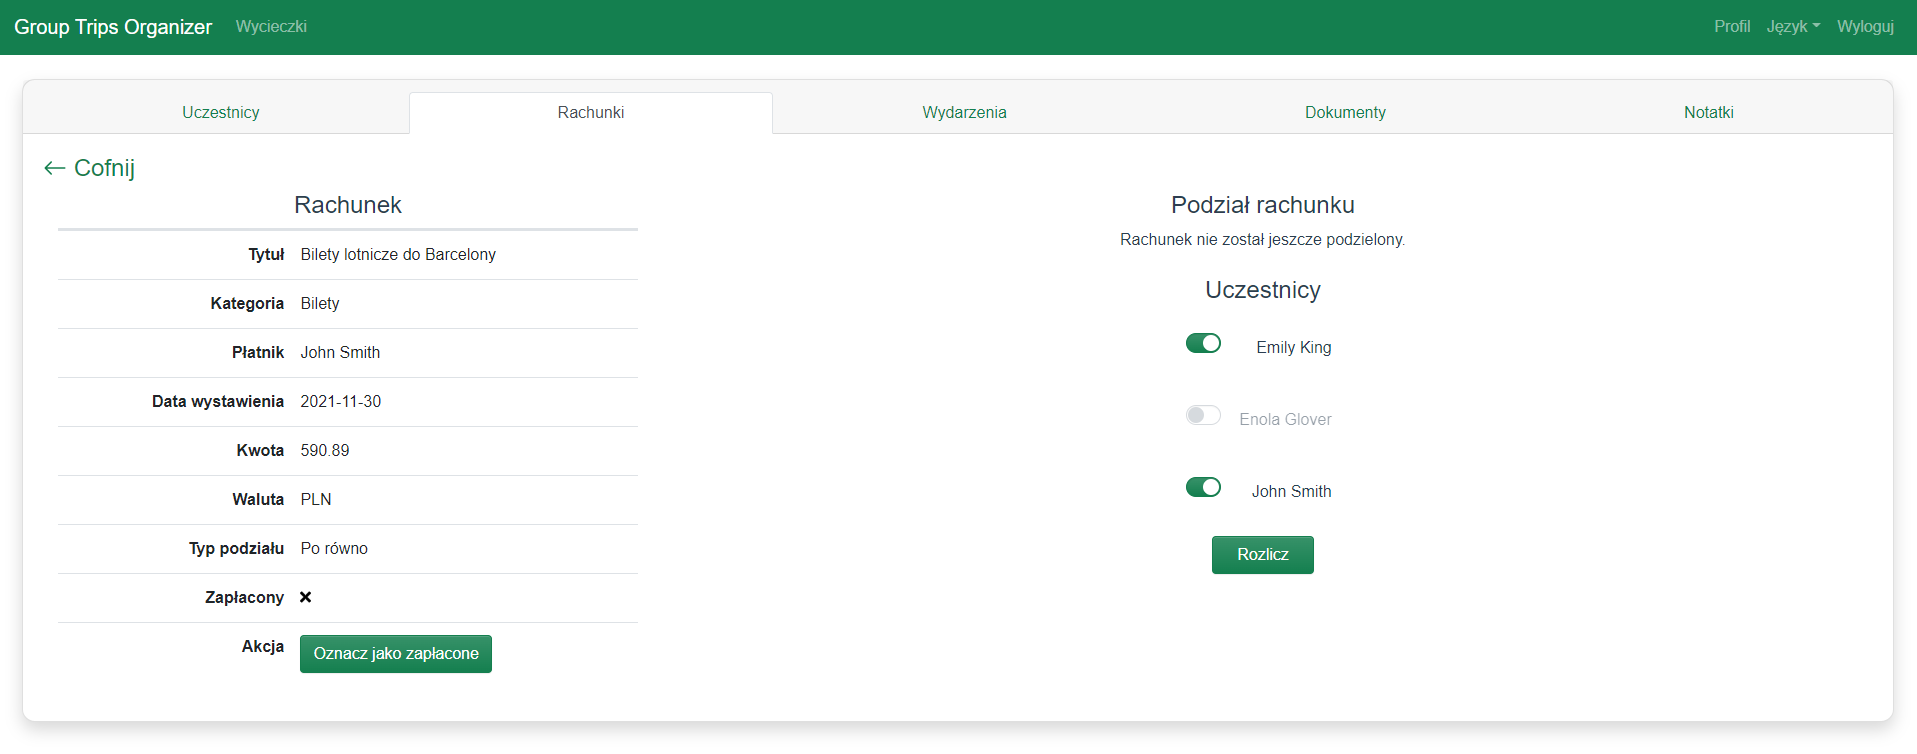 Group Trips Organizer Wycieczki Profil Język Wyloguj
Uczestnicy Rachunki Wydarzenia Dokumenty Notatki
← Cofnij
Rachunek
Tytuł Bilety lotnicze do Barcelony
Kategoria Bilety
Płatnik John Smith
Data wystawienia 2021-11-30
Kwota 590.89
Waluta PLN
Typ podziału Po równo
Zapłacony
Akcja Oznacz jako zapłacone
Podział rachunku
Rachunek nie został jeszcze podzielony.
Uczestnicy
Emily King
Enola Glover
John Smith
Rozlicz